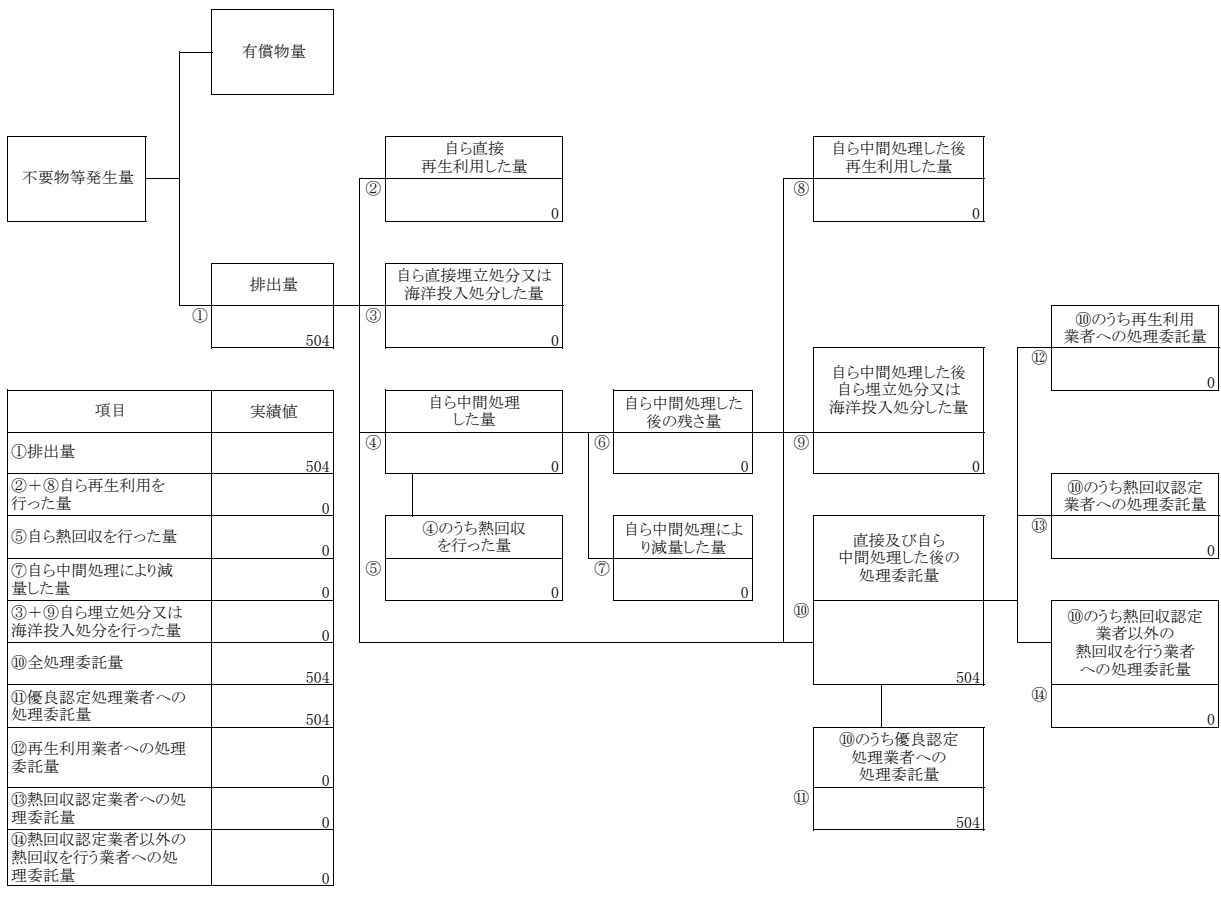 有償物量
不要物等発生量
排出量
①
504
自ら直接
再生利用した量
②
0
自ら直接埋立処分又は
海洋投入処分した量
③
0
自ら中間処理
した量
④
0
④のうち熱回収
を行った量
⑤
0
自ら中間処理した
後の残さ量
⑥
0
自ら中間処理によ
り減量した量
⑦
0
自ら中間処理した後
再生利用した量
⑧
0
自ら中間処理した後
自ら埋立処分又は
海洋投入処分した量
⑨
0
直接及び自ら
中間処理した後の
処理委託量
⑩
504
⑩のうち優良認定
処理業者への
処理委託量
⑪
504
⑩のうち再生利用
業者への処理委託量
⑫
0
⑩のうち熱回収認定
業者への処理委託量
⑬
0
⑩のうち熱回収認定
業者以外の
熱回収を行う業者
への処理委託量
⑭
0
項目 実績値
①排出量
504
②＋⑧自ら再生利用を
行った量
0
⑤自ら熱回収を行った量
0
⑦自ら中間処理により減
量した量
0
③＋⑨自ら埋立処分又は
海洋投入処分を行った量
0
⑩全処理委託量
504
⑪優良認定処理業者への
処理委託量
504
⑫再生利用業者への処理
委託量
0
⑬熱回収認定業者への処
理委託量
0
⑭熱回収認定業者以外の
熱回収を行う業者への処
理委託量
0